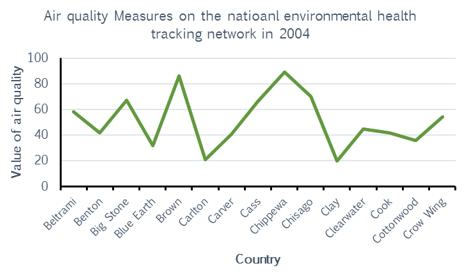 Air quality Measures on the natioanl environmental health
tracking network in 2004
Value of air quality
100
80
60
40
20
0
Beltrami
Benton
Big Stone
Blue Earth
Brown
Carlton
Carver
Cass
Chippewa
Chisago
Clay
Clearwater
Cook
Cottonwood
Crow Wing
Country